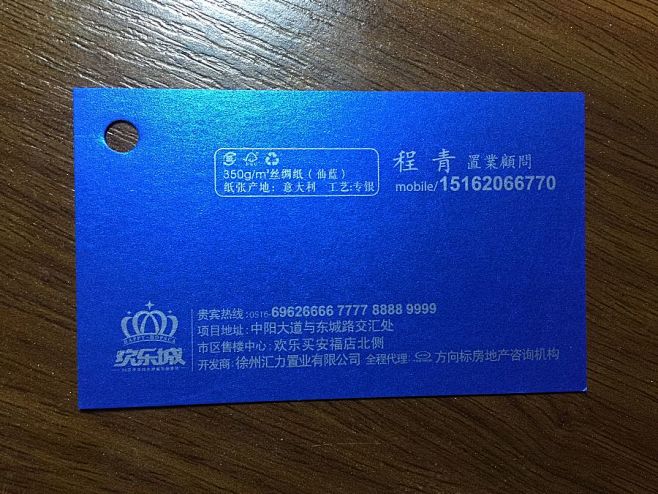 350g/m²丝绸纸（仙蓝）
纸张产地：意大利 工艺:专银
程 青 置業顧問
mobile/15162066770
HAPPY
欢乐城
贵宾热线:0516-69626666 7777 8888 9999
项目地址: 中阳大道与东城路交汇处
市区售楼中心: 欢乐买安福店北侧
开发商: 徐州汇力置业有限公司 全程代理: 方向标房地产咨询机构